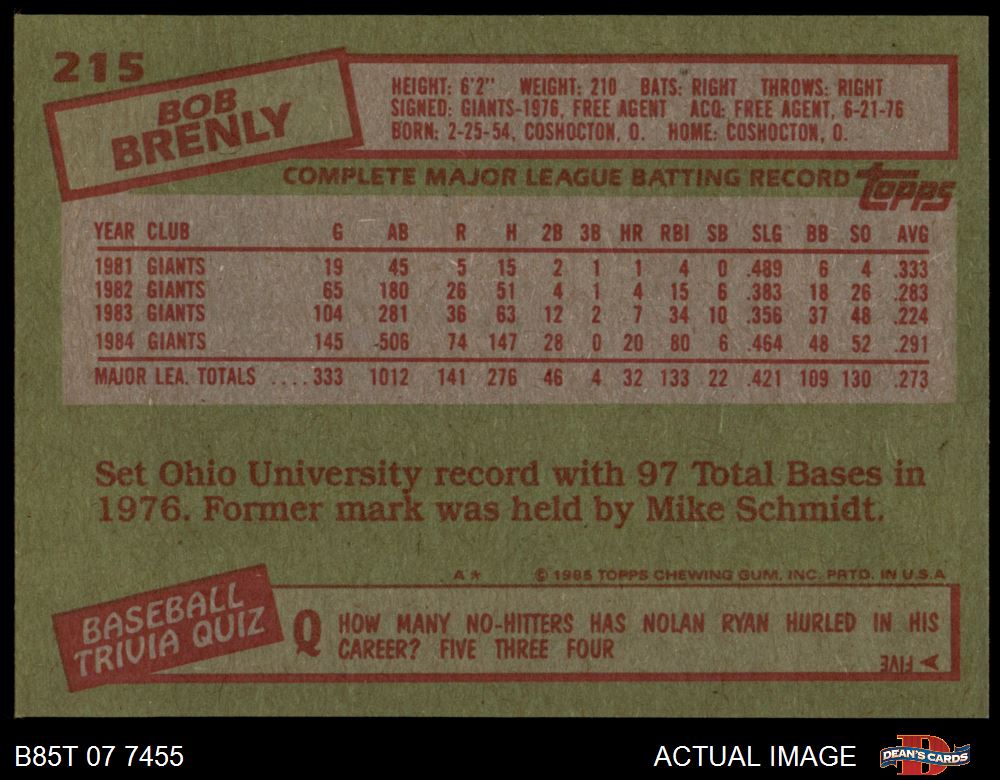 215
BOB
BRENLY
HEIGHT: 6'2" WEIGHT: 210 BATS: RIGHT THROWS: RIGHT
SIGNED: GIANTS-1976, FREE AGENT ACQ: FREE AGENT, 6-21-76
BORN: 2-25-54, COSHOCTON, O. HOME: COSHOCTON, O.
COMPLETE MAJOR LEAGUE BATTING RECORD topps
YEAR CLUB G AB R H 2B 3B HR RBI SB SLG BB SO AVG
1981 GIANTS 19 45 5 15 2 1 1 4 0 .489 6 4 .333
1982 GIANTS 65 180 26 51 4 1 4 15 6 .383 18 26 .283
1983 GIANTS 104 281 36 63 12 2 7 34 10 .356 37 48 .224
1984 GIANTS 145 506 74 147 28 0 20 80 6 .464 48 52 .291
MAJOR LEA. TOTALS .... 333 1012 141 276 46 4 32 133 22 .421 109 130 .273
Set Ohio University record with 97 Total Bases in
1976. Former mark was held by Mike Schmidt.
A* © 1985 TOPPS CHEWING GUM, INC. PRTD. IN U.S.A
BASEBALL
TRIVIA QUIZ
Q HOW MANY NO-HITTERS HAS NOLAN RYAN HURLED IN HIS
CAREER? FIVE THREE FOUR
A FIVE
B85T 07 7455 ACTUAL IMAGE DEAN'S CARDS